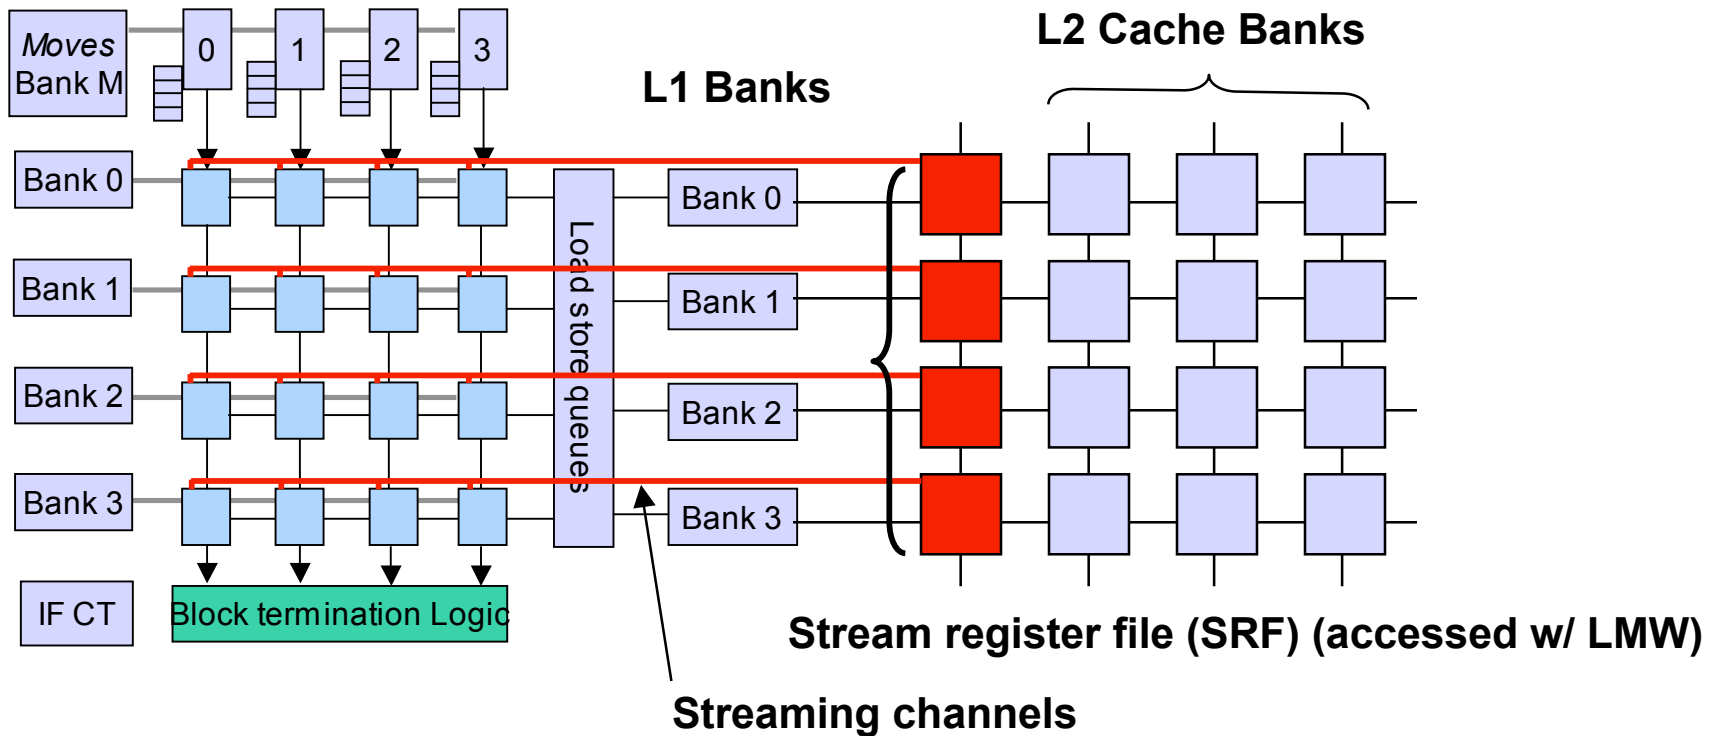 Moves
Bank M
0
1
2
3
L1 Banks
L2 Cache Banks
Bank 0
Bank 1
Bank 2
Bank 3
Load store queues
Bank 0
Bank 1
Bank 2
Bank 3
IF CT
Block termination Logic
Stream register file (SRF) (accessed w/ LMW)
Streaming channels